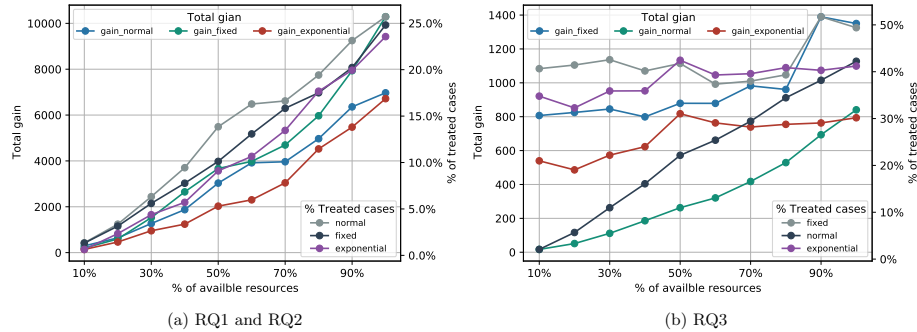 Total gian
gain_normal gain_fixed gain_exponential
10000
8000
6000
4000
2000
0
Total gain
25.0%
20.0%
15.0%
10.0%
5.0%
0.0%
% of treated cases
% Treated cases
normal
fixed
exponential
10% 30% 50% 70% 90%
% of availble resources
(a) RQ1 and RQ2
Total gian
gain_fixed gain_normal gain_exponential
1400
1200
1000
800
600
400
200
0
Total gain
50%
40%
30%
20%
10%
0%
% of treated cases
% Treated cases
fixed
normal
exponential
10% 30% 50% 70% 90%
% of availble resources
(b) RQ3